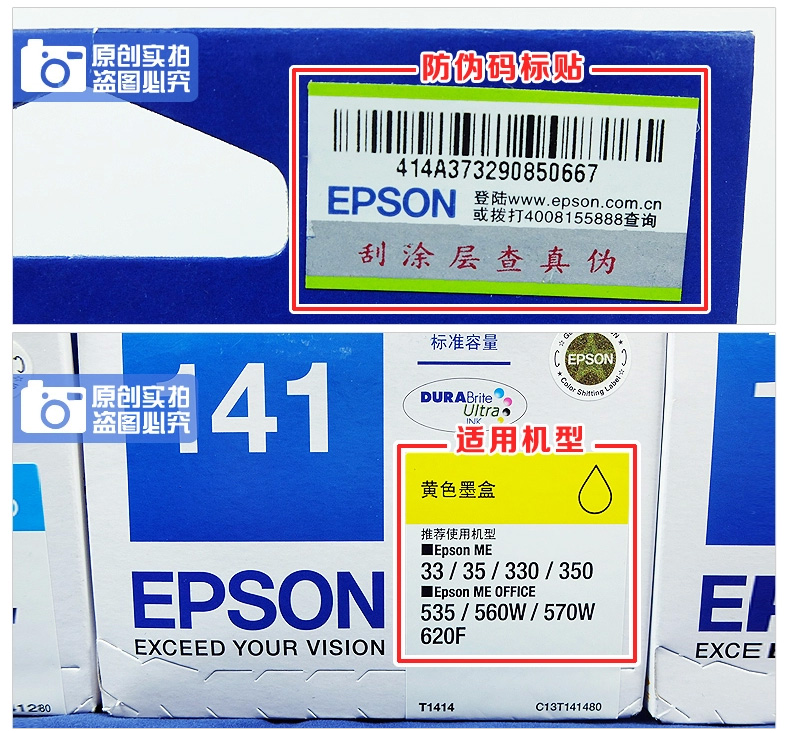 原创实拍
盗图必究
防伪码标贴
414A373290850667
EPSON
登陆www.epson.com.cn
或拨打4008155888查询
刮涂层查真伪
原创实拍
盗图必究
141
标准容量
EPSON
Color Shifting Label
DURABrite
Ultra
INK
适用机型
黄色墨盒
推荐使用机型
■Epson ME
33 / 35 / 330 / 350
■Epson ME OFFICE
535 / 560W / 570W
620F
EPSON
EXCEED YOUR VISION
T1414
C13T141480
EP
EXCE
41280